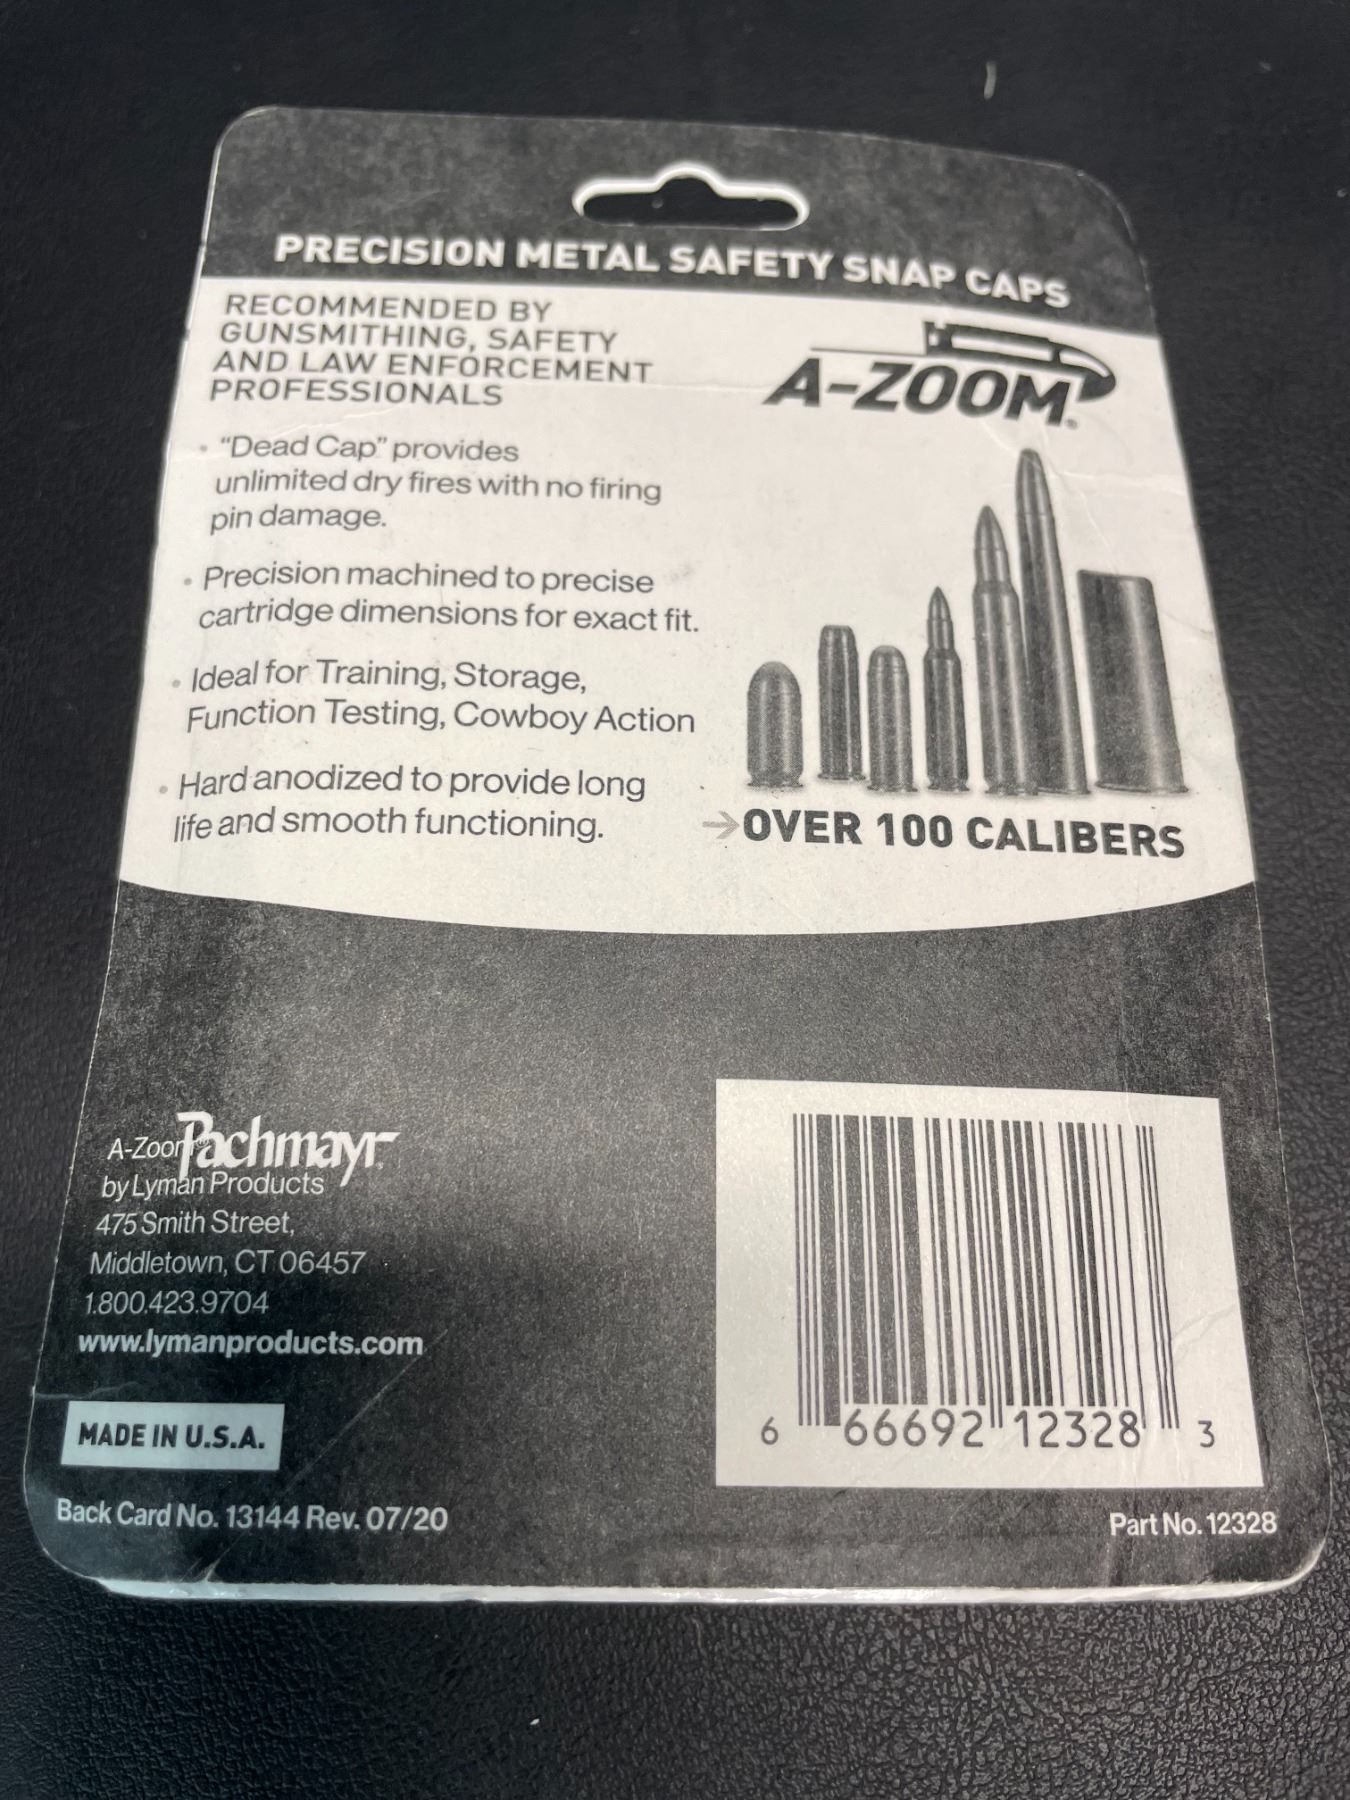 PRECISION METAL SAFETY SNAP CAPS
RECOMMENDED BY
GUNSMITHING, SAFETY
AND LAW ENFORCEMENT
PROFESSIONALS
A-ZOOM®
• "Dead Cap" provides
unlimited dry fires with no firing
pin damage.
• Precision machined to precise
cartridge dimensions for exact fit.
• Ideal for Training, Storage,
Function Testing, Cowboy Action
• Hard anodized to provide long
life and smooth functioning.
→OVER 100 CALIBERS
A-Zoom® Pachmayr
by Lyman Products
475 Smith Street,
Middletown, CT 06457
1.800.423.9704
www.lymanproducts.com
MADE IN U.S.A.
6 66692 12328 3
Back Card No. 13144 Rev. 07/20
Part No. 12328